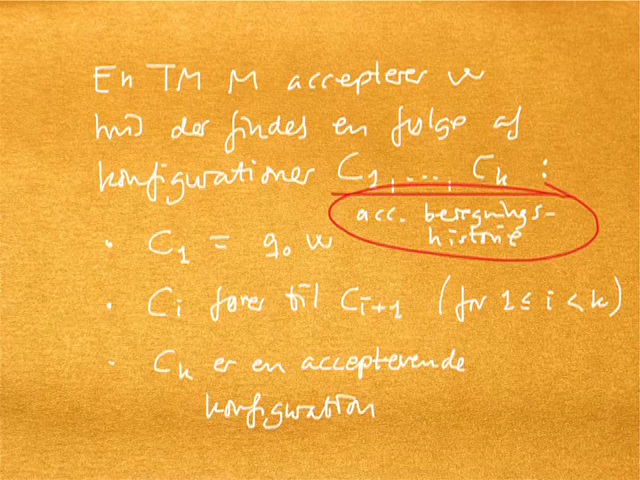 En TM M accepterer w
hvis der findes en følge af
konfigurationer C₁, ..., Cₖ :
acc. beregnings-
historie
• C₁ = q₀ w
• Cᵢ fører til Cᵢ₊₁ (for 1 ≤ i < k)
• Cₖ er en accepterende
konfiguration